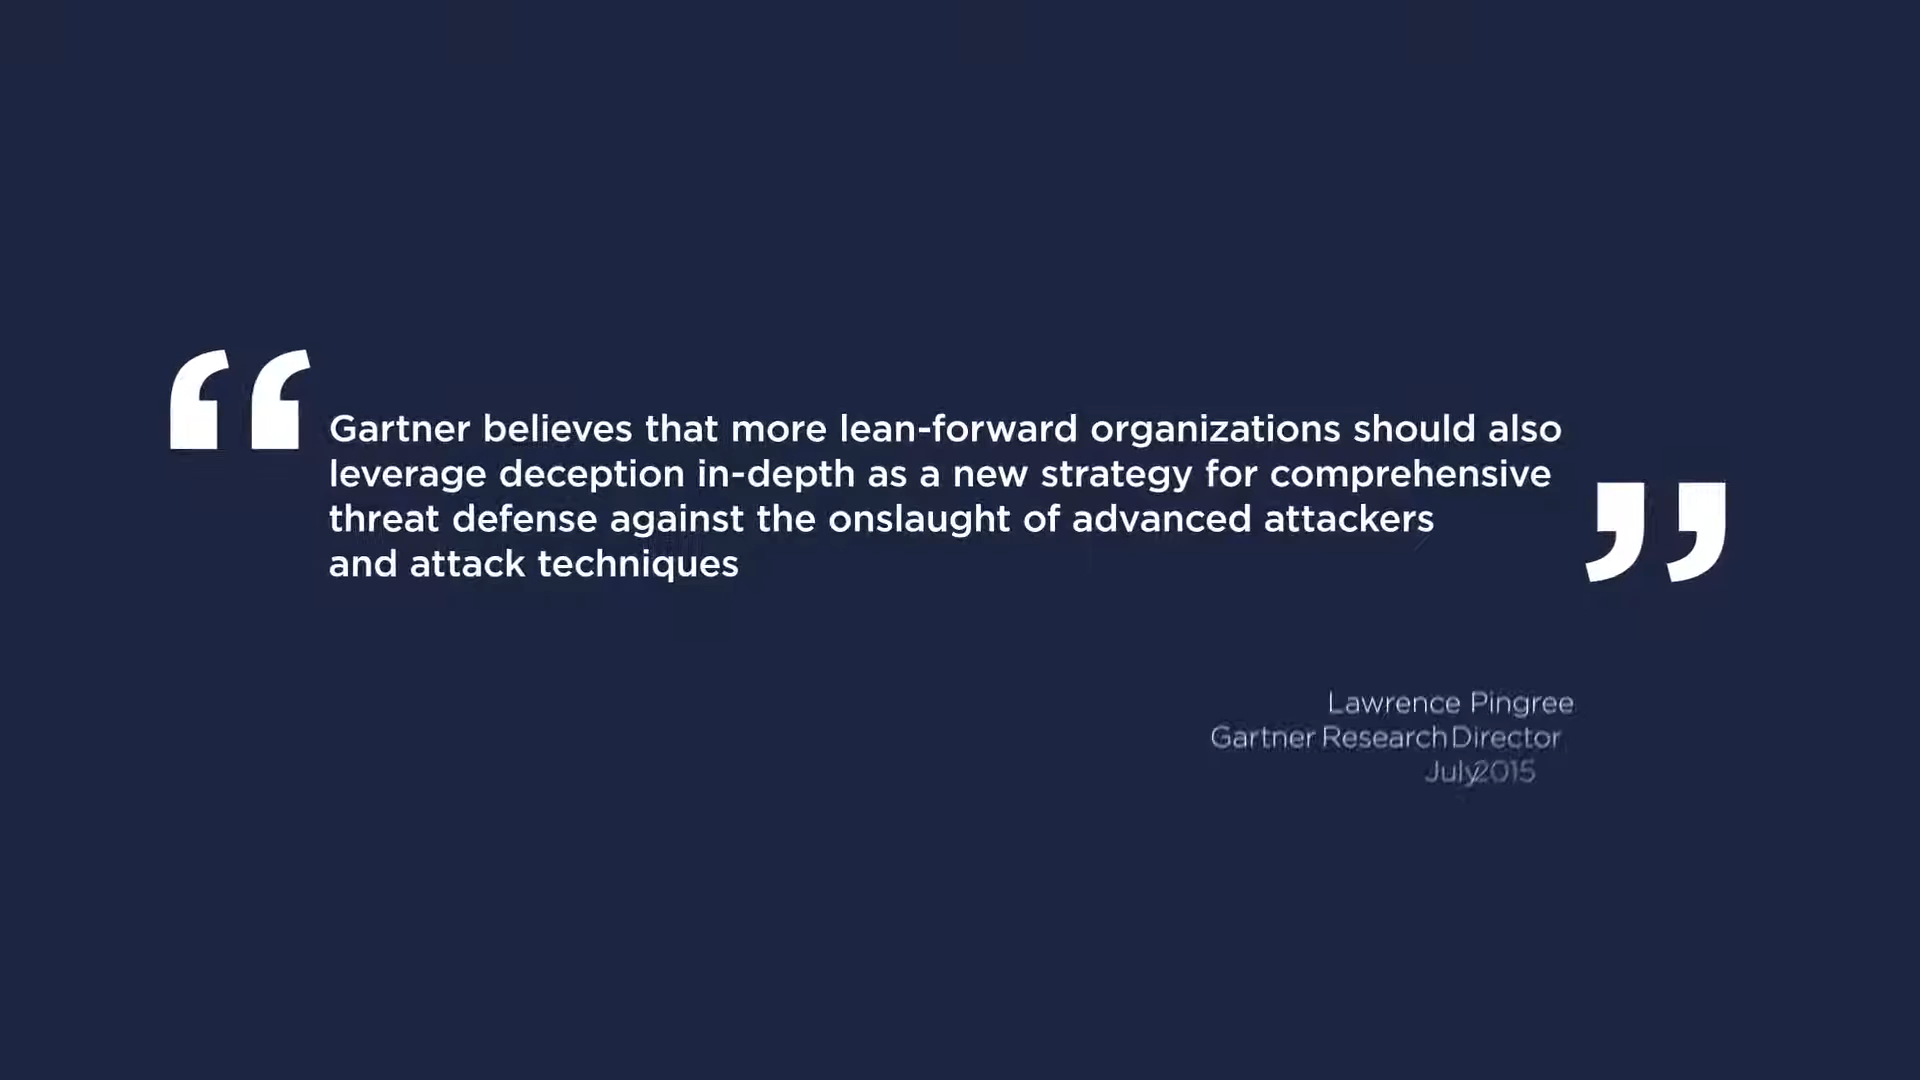 “Gartner believes that more lean-forward organizations should also
leverage deception in-depth as a new strategy for comprehensive
threat defense against the onslaught of advanced attackers
and attack techniques”
Lawrence Pingree
Gartner Research Director
July 2015